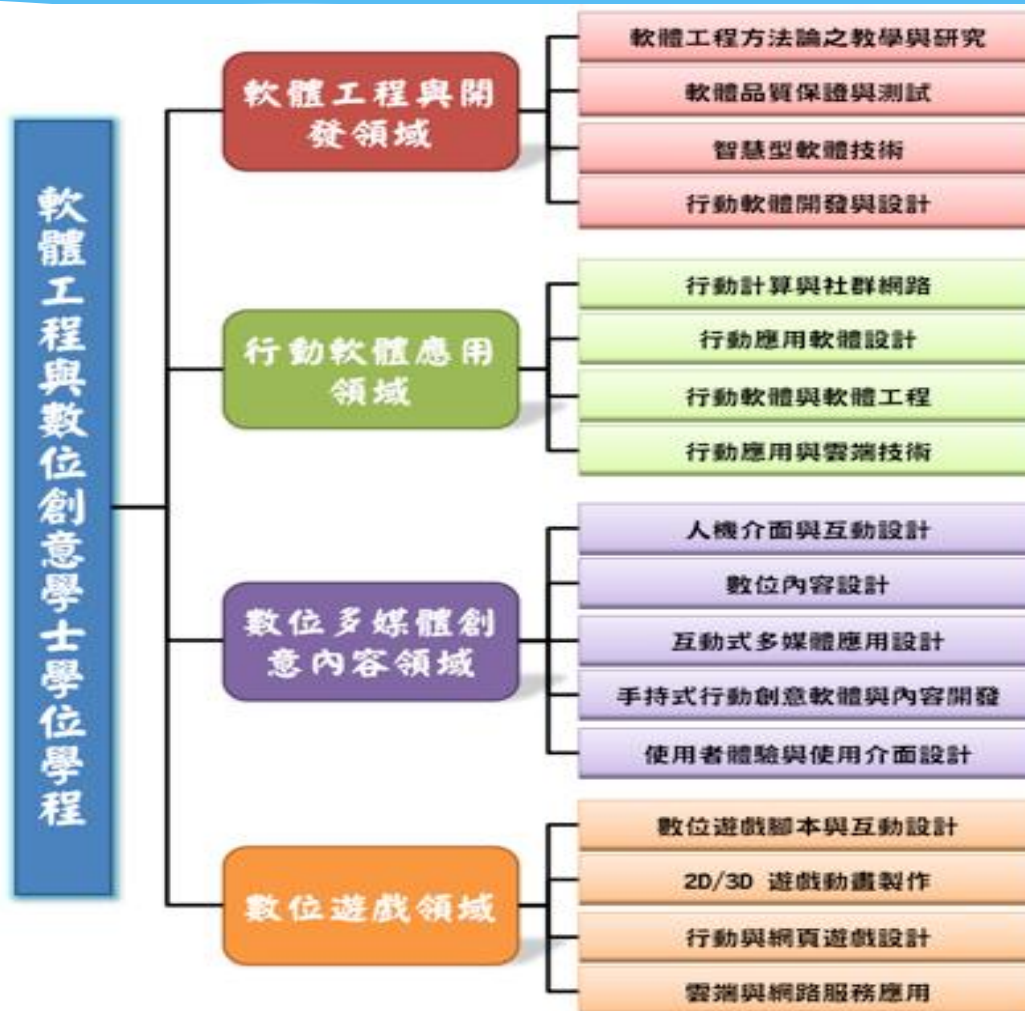 軟體工程與數位創意學士學位學程
軟體工程與開
發領域
軟體工程方法論之教學與研究
軟體品質保證與測試
智慧型軟體技術
行動軟體開發與設計
行動軟體應用
領域
行動計算與社群網路
行動應用軟體設計
行動軟體與軟體工程
行動應用與雲端技術
數位多媒體創
意內容領域
人機介面與互動設計
數位內容設計
互動式多媒體應用設計
手持式行動創意軟體與內容開發
使用者體驗與使用介面設計
數位遊戲領域
數位遊戲腳本與互動設計
2D/3D 遊戲動畫製作
行動與網頁遊戲設計
雲端與網路服務應用